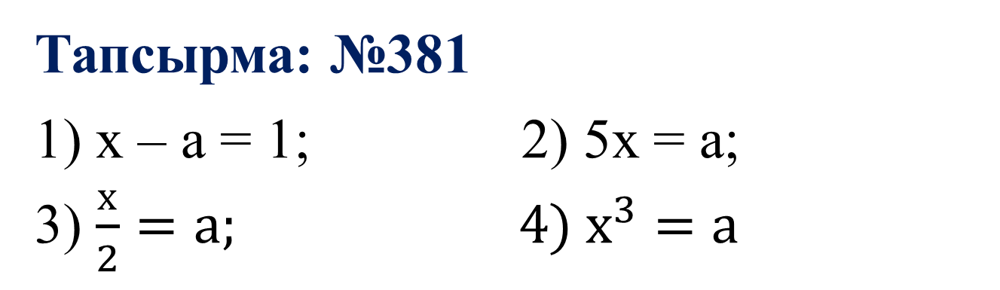 Тапсырма: №381
1) x – a = 1; 2) 5x = a;
3) x/2 = a; 4) x³ = a